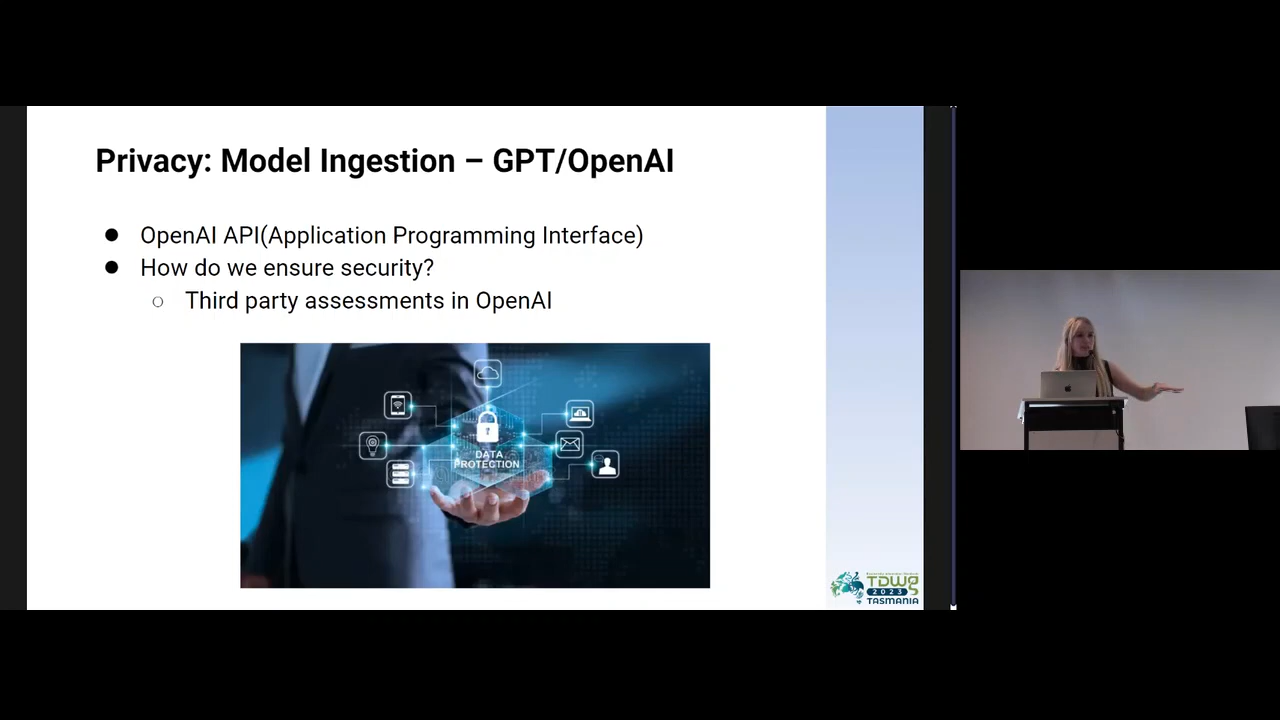 Privacy: Model Ingestion – GPT/OpenAI
OpenAI API(Application Programming Interface)
How do we ensure security?
Third party assessments in OpenAI
DATA
PROTECTION
TDWG
2023
TASMANIA